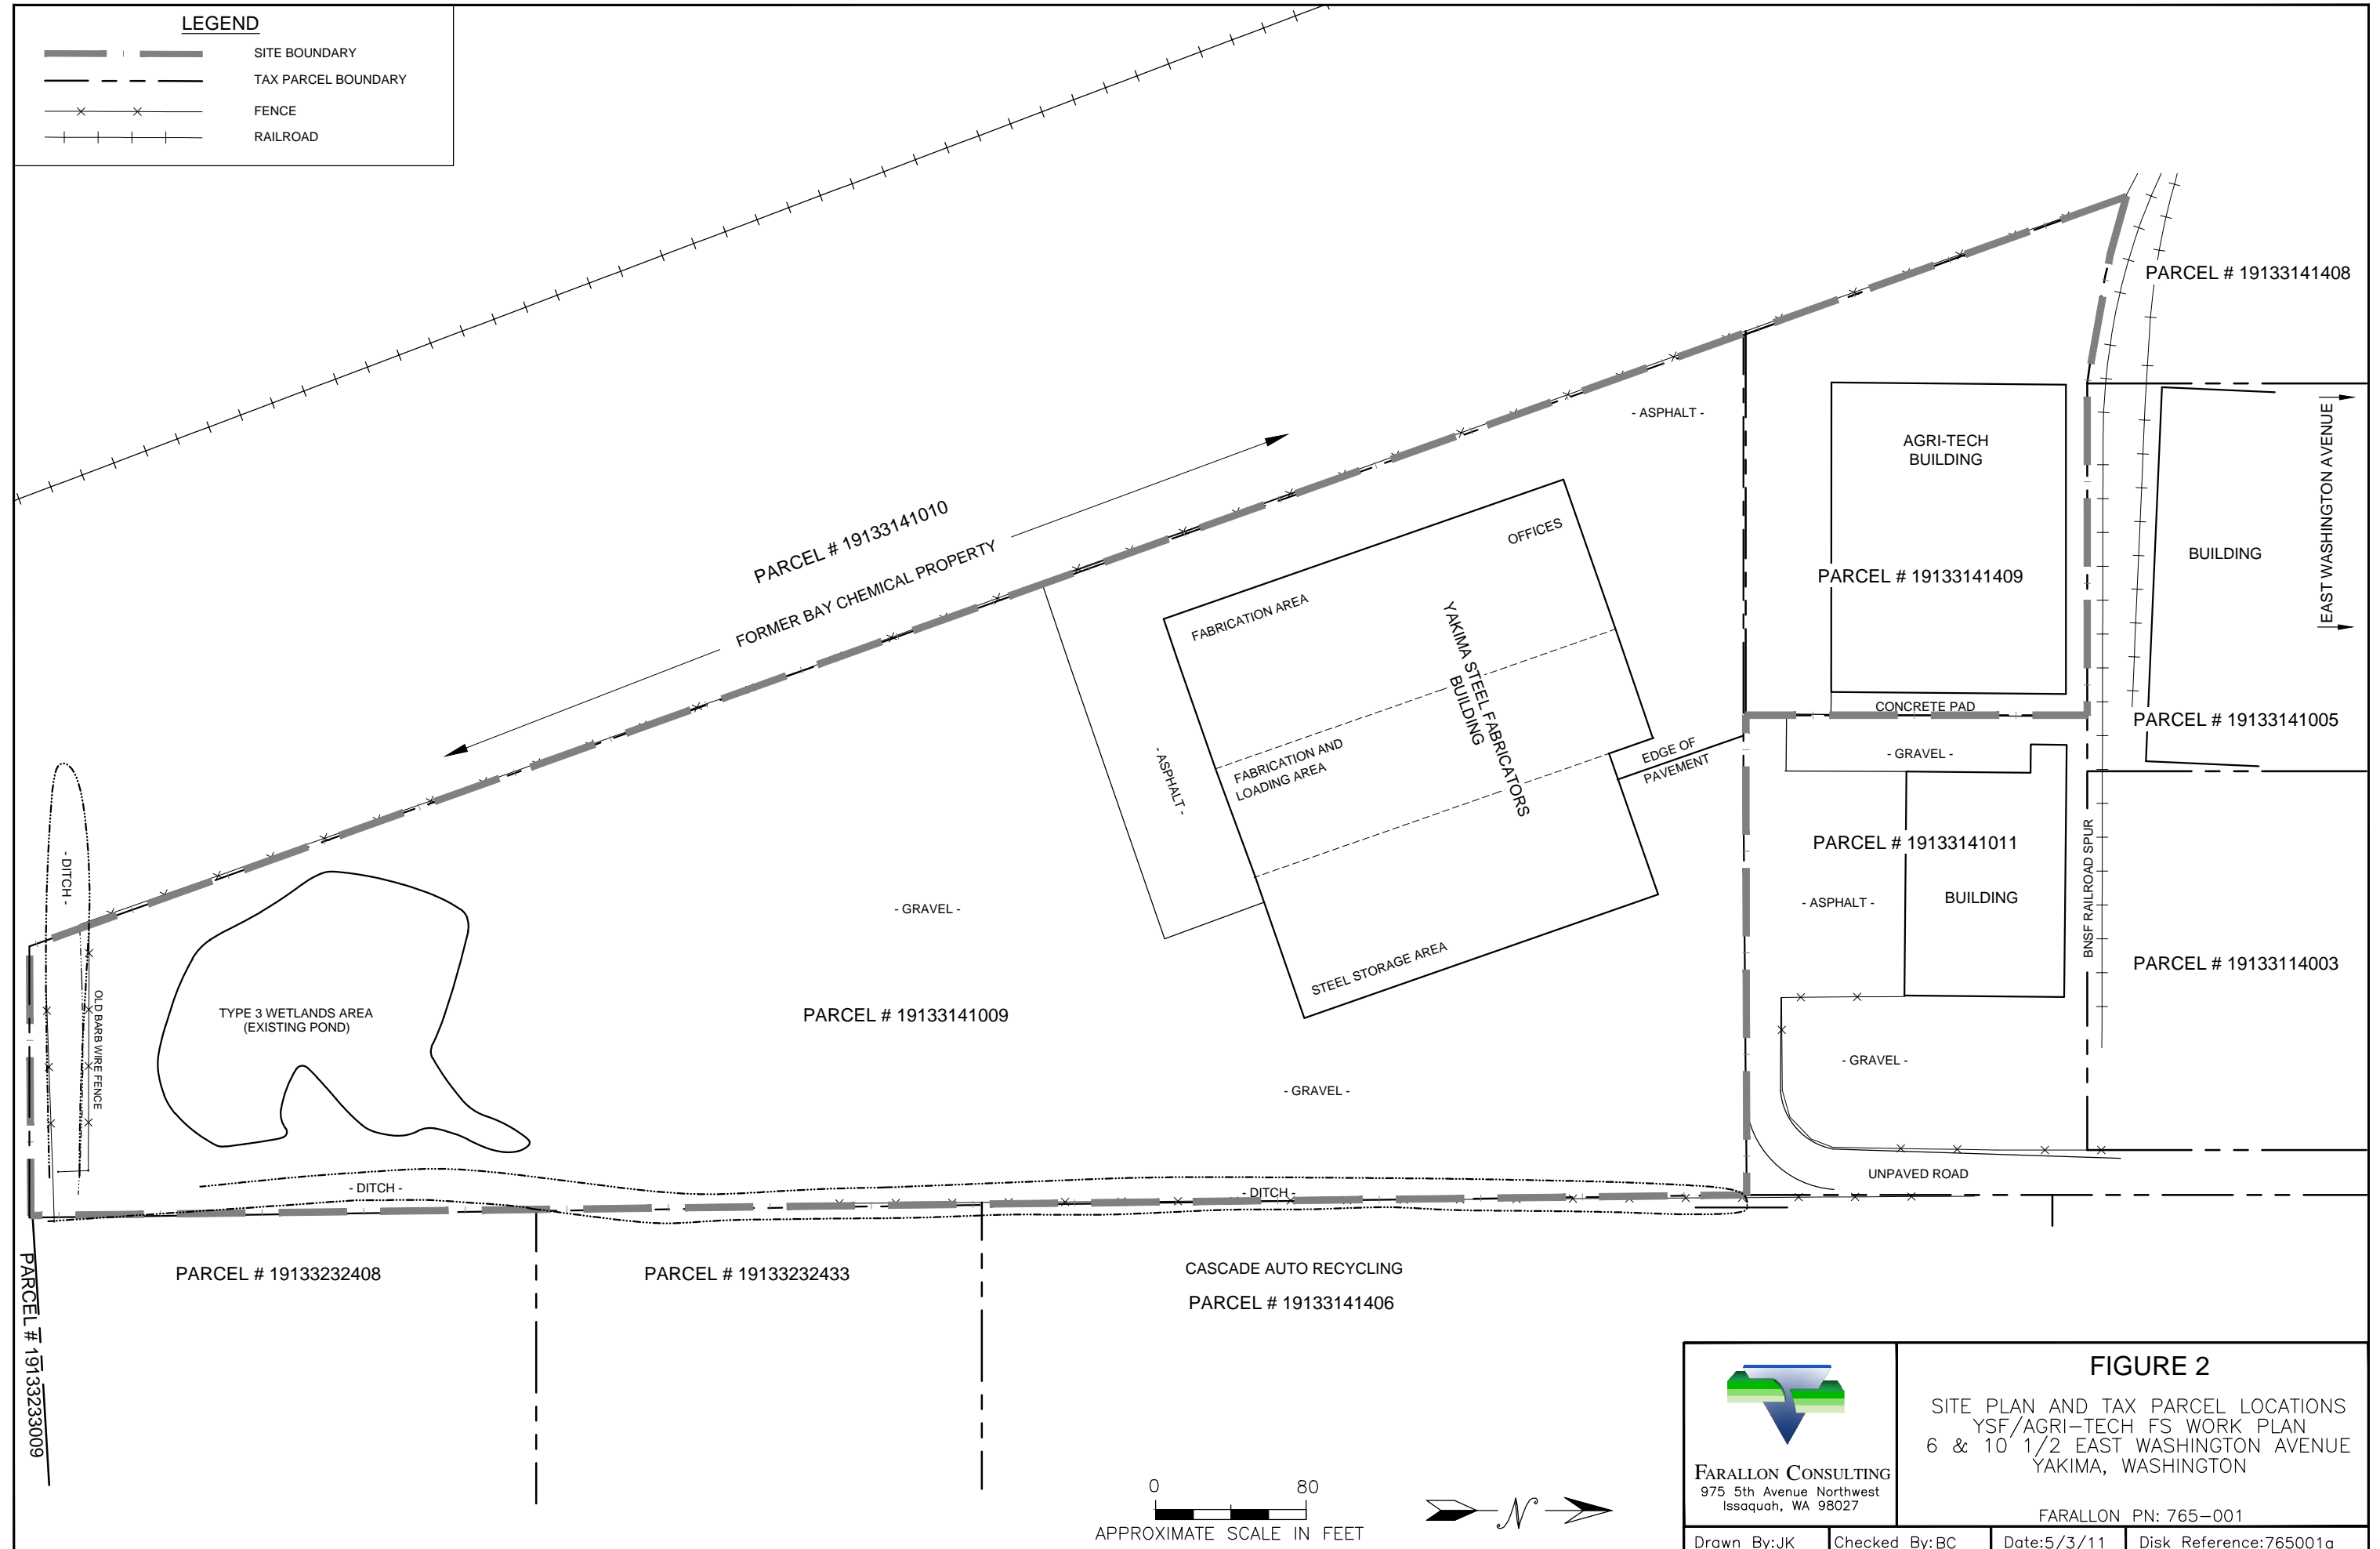 LEGEND
SITE BOUNDARY
TAX PARCEL BOUNDARY
FENCE
RAILROAD
PARCEL # 19133141408
- ASPHALT -
AGRI-TECH
BUILDING
EAST WASHINGTON AVENUE
PARCEL # 19133141010
FORMER BAY CHEMICAL PROPERTY
OFFICES
BUILDING
PARCEL # 19133141409
FABRICATION AREA
YAKIMA STEEL FABRICATORS
BUILDING
CONCRETE PAD
PARCEL # 19133141005
- ASPHALT -
FABRICATION AND
LOADING AREA
EDGE OF
PAVEMENT
- GRAVEL -
PARCEL # 19133141011
BNSF RAILROAD SPUR
- DITCH -
- GRAVEL -
- ASPHALT -
BUILDING
STEEL STORAGE AREA
PARCEL # 19133114003
OLD BARB WIRE FENCE
TYPE 3 WETLANDS AREA
(EXISTING POND)
PARCEL # 19133141009
- GRAVEL -
- GRAVEL -
UNPAVED ROAD
- DITCH -
- DITCH -
PARCEL # 19133233009
PARCEL # 19133232408
PARCEL # 19133232433
CASCADE AUTO RECYCLING
PARCEL # 19133141406
0 80
APPROXIMATE SCALE IN FEET
N
FARALLON CONSULTING
975 5th Avenue Northwest
Issaquah, WA 98027
FIGURE 2
SITE PLAN AND TAX PARCEL LOCATIONS
YSF/AGRI-TECH FS WORK PLAN
6 & 10 1/2 EAST WASHINGTON AVENUE
YAKIMA, WASHINGTON
FARALLON PN: 765-001
Drawn By:JK Checked By:BC Date:5/3/11 Disk Reference:765001a